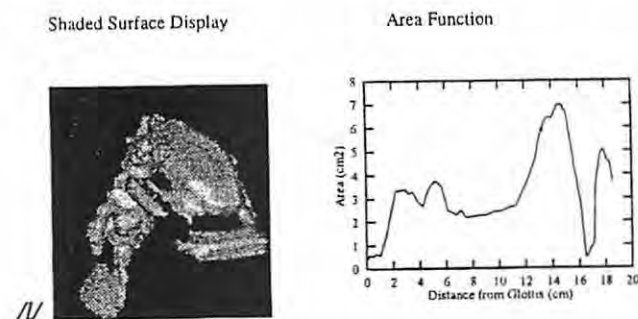 Shaded Surface Display
Area Function
8
7
6
5
4
3
2
1
0
Area (cm2)
0 2 4 6 8 10 12 14 16 18 20
Distance from Glottis (cm)